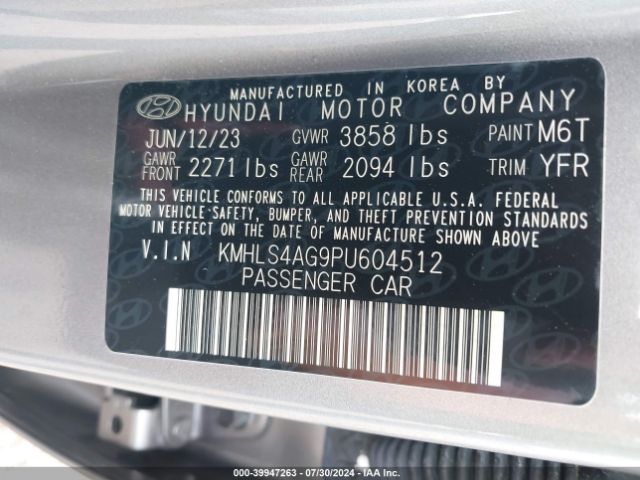 MANUFACTURED IN KOREA BY
HYUNDAI MOTOR COMPANY
JUN/12/23 GVWR 3858 lbs PAINT M6T
GAWR FRONT 2271 lbs GAWR REAR 2094 lbs TRIM YFR
THIS VEHICLE CONFORMS TO ALL APPLICABLE U.S.A. FEDERAL
MOTOR VEHICLE SAFETY, BUMPER, AND THEFT PREVENTION STANDARDS
IN EFFECT ON THE DATE OF MANUFACTURE SHOWN ABOVE.
V.I.N KMHLS4AG9PU604512
PASSENGER CAR
000-39947263 - 07/30/2024 - IAA Inc.